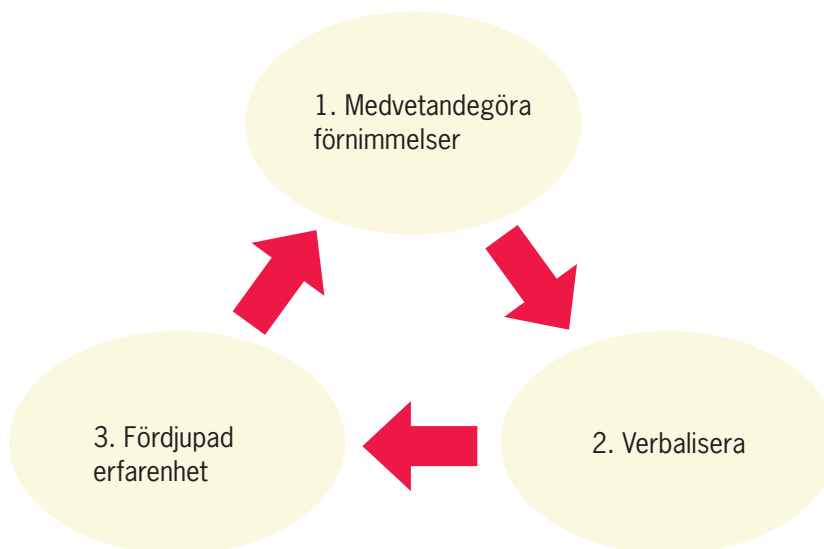 1. Medvetandegöra
förnimmelser
2. Verbalisera
3. Fördjupad
erfarenhet